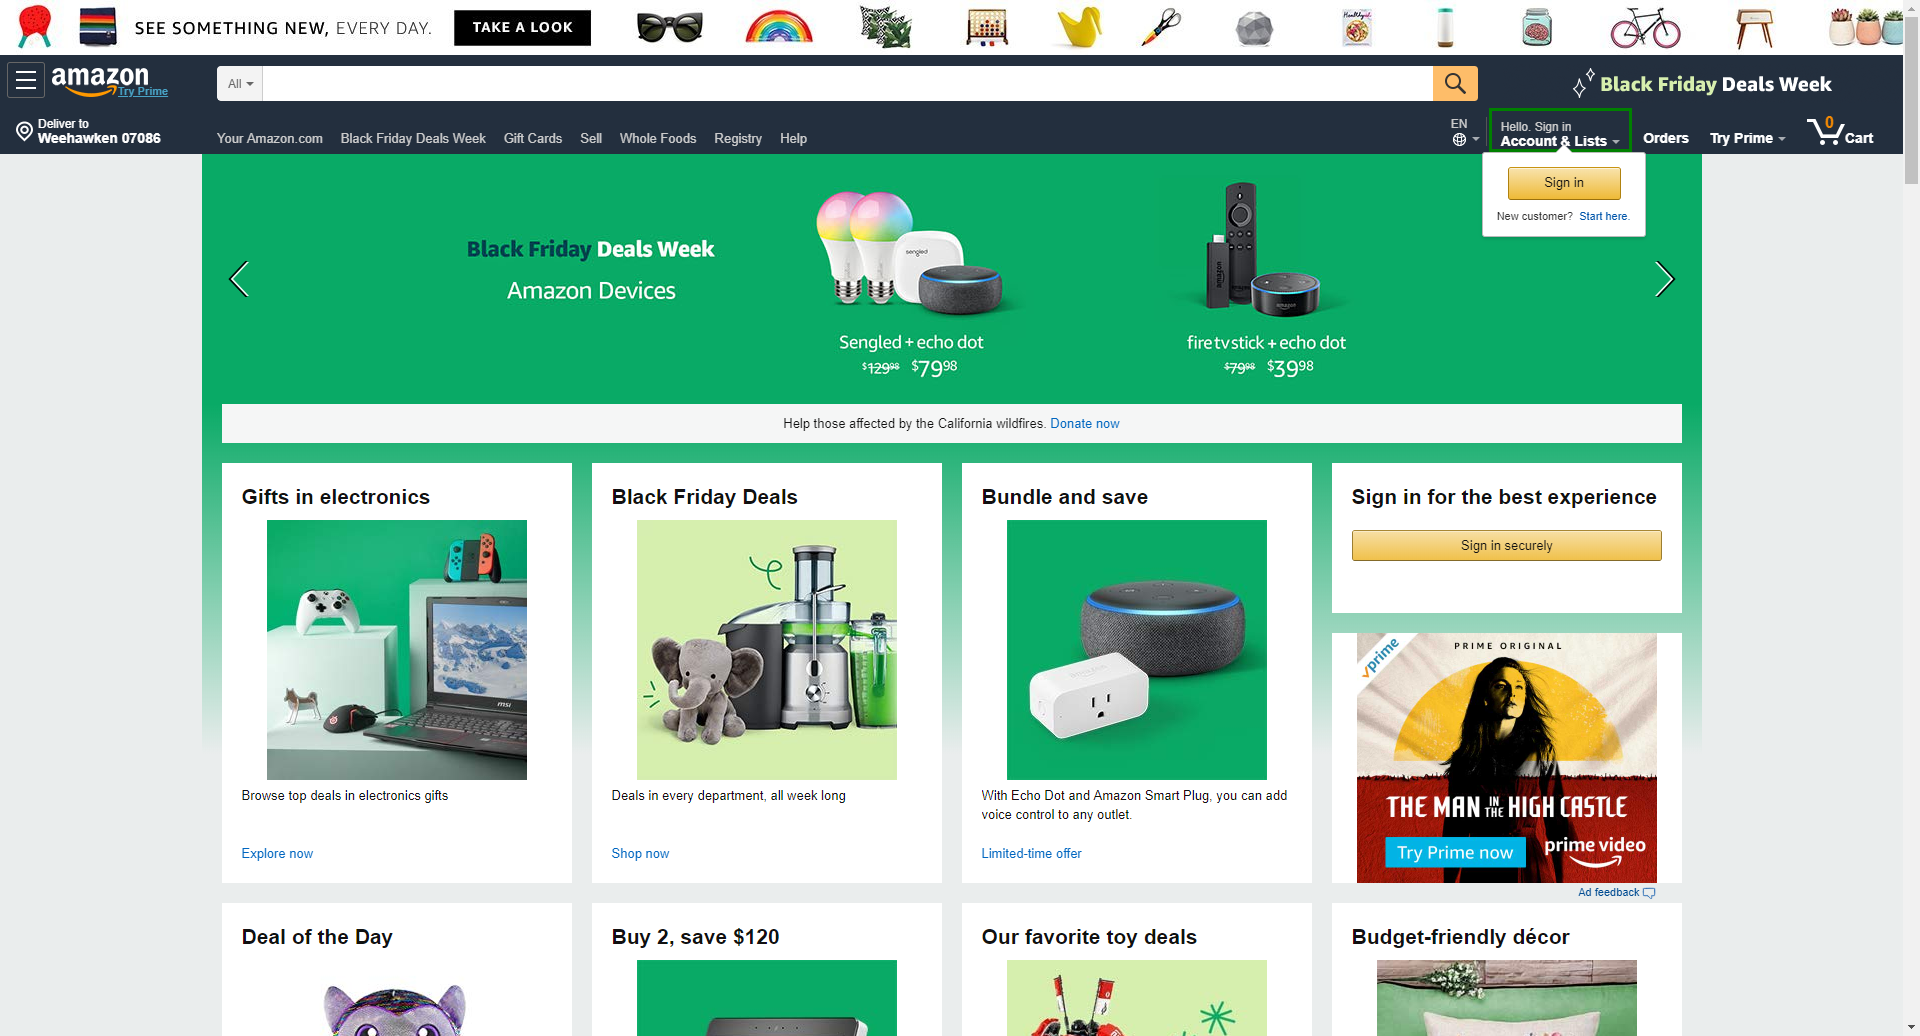 SEE SOMETHING NEW, EVERY DAY.
TAKE A LOOK
amazon
Try Prime
All
Black Friday Deals Week
Deliver to
Weehawken 07086
Your Amazon.com
Black Friday Deals Week
Gift Cards
Sell
Whole Foods
Registry
Help
EN
Hello. Sign in
Account & Lists
Orders
Try Prime
0
Cart
Sign in
New customer? Start here.
Black Friday Deals Week
Amazon Devices
sengled
Sengled + echo dot
$129.98 $79.98
amazon
amazon
fire tv stick + echo dot
$79.98 $39.98
Help those affected by the California wildfires. Donate now
Gifts in electronics
msi
Browse top deals in electronics gifts
Explore now
Black Friday Deals
Deals in every department, all week long
Shop now
Bundle and save
With Echo Dot and Amazon Smart Plug, you can add
voice control to any outlet.
Limited-time offer
Sign in for the best experience
Sign in securely
prime
PRIME ORIGINAL
THE MAN IN THE HIGH CASTLE
Try Prime now
prime video
Ad feedback
Deal of the Day
Buy 2, save $120
Our favorite toy deals
Budget-friendly décor